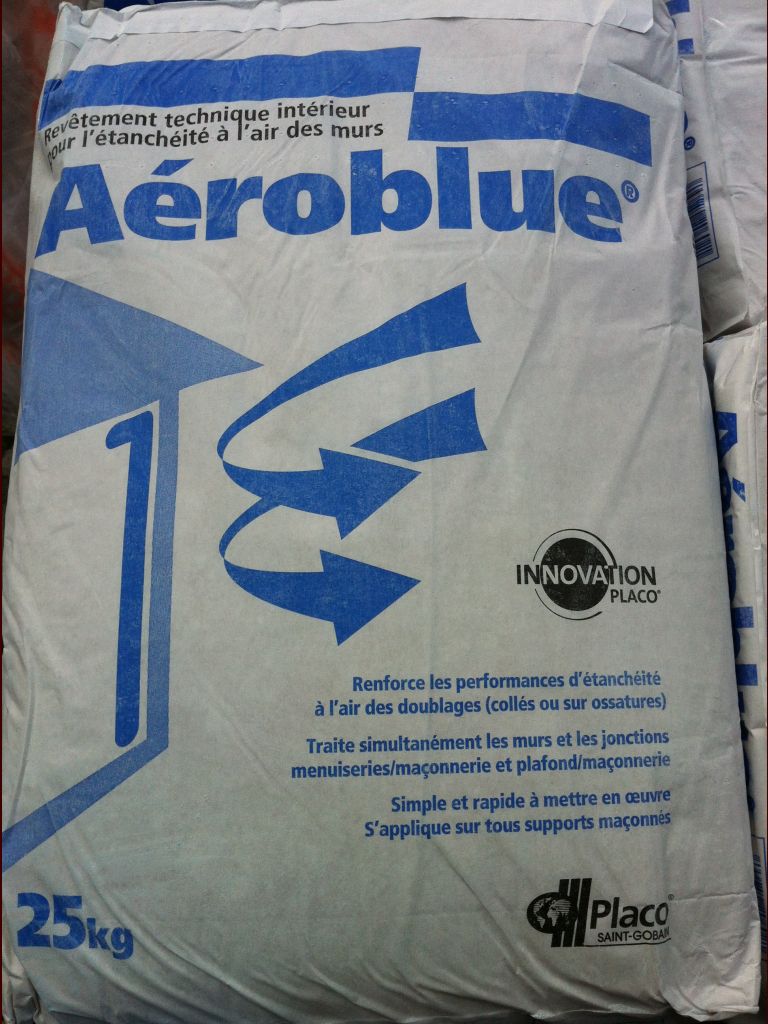 Revêtement technique intérieur
pour l'étanchéité à l'air des murs
Aéroblue®
INNOVATION
PLACO®
Renforce les performances d'étanchéité
à l'air des doublages (collés ou sur ossatures)
Traite simultanément les murs et les jonctions
menuiseries/maçonnerie et plafond/maçonnerie
Simple et rapide à mettre en œuvre
S'applique sur tous supports maçonnés
25kg
Placo®
SAINT-GOBAIN